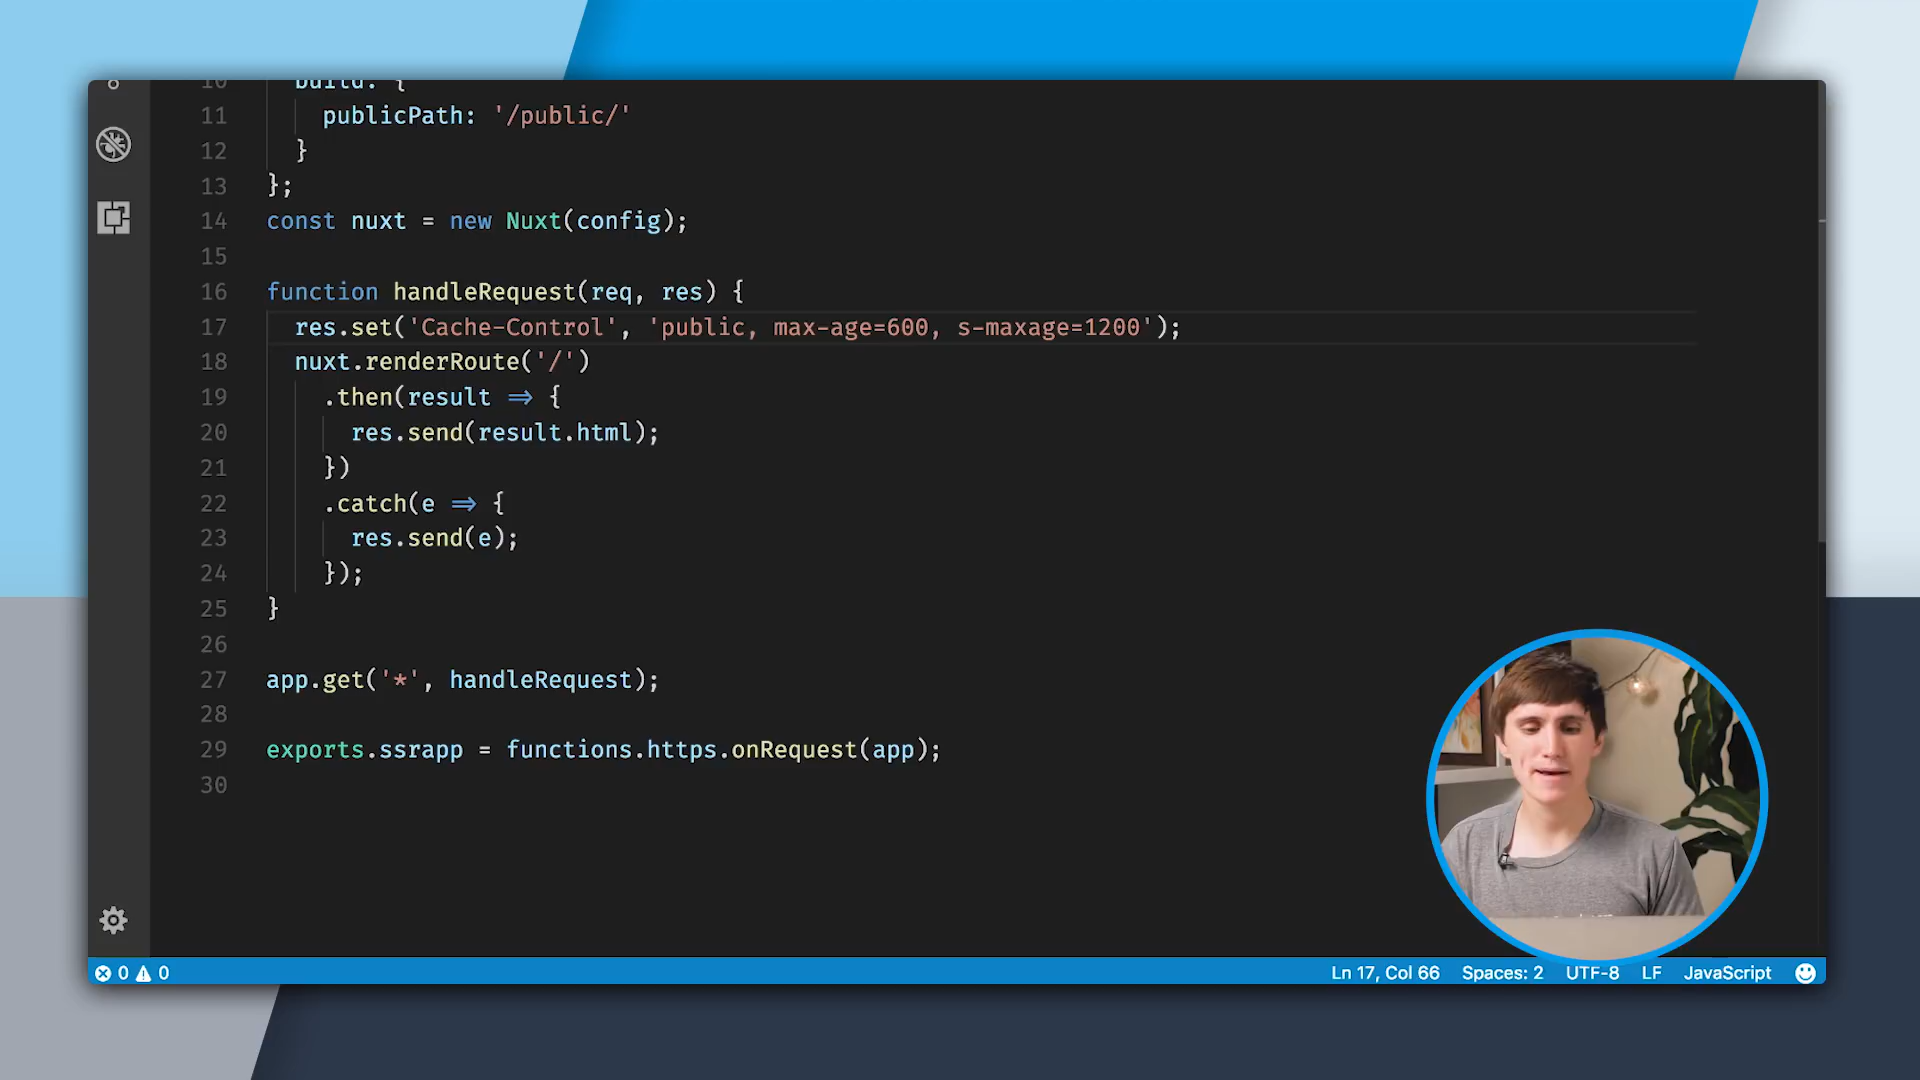 10 build: {
11 publicPath: '/public/'
12 }
13 };
14 const nuxt = new Nuxt(config);
15
16 function handleRequest(req, res) {
17 res.set('Cache-Control', 'public, max-age=600, s-maxage=1200');
18 nuxt.renderRoute('/')
19 .then(result => {
20 res.send(result.html);
21 })
22 .catch(e => {
23 res.send(e);
24 });
25 }
26
27 app.get('*', handleRequest);
28
29 exports.ssrapp = functions.https.onRequest(app);
30
0 0 Ln 17, Col 66 Spaces: 2 UTF-8 LF JavaScript